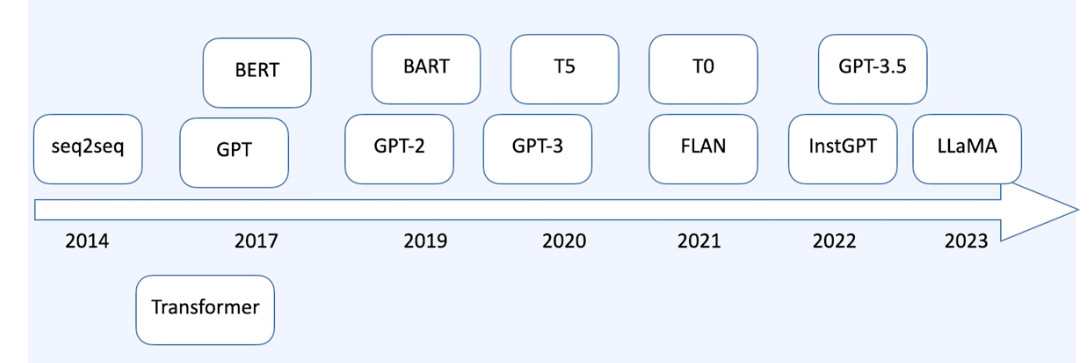 BERT
BART
T5
T0
GPT-3.5
seq2seq
GPT
GPT-2
GPT-3
FLAN
InstGPT
LLaMA
2014
2017
2019
2020
2021
2022
2023
Transformer